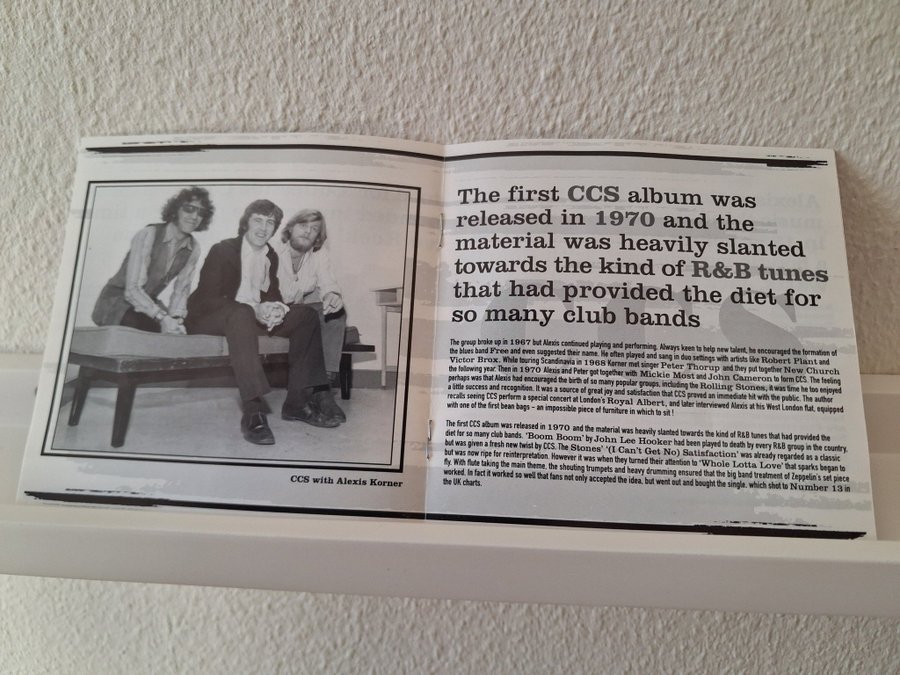 CCS with Alexis Korner
The first CCS album was
released in 1970 and the
material was heavily slanted
towards the kind of R&B tunes
that had provided the diet for
so many club bands
The group broke up in 1967 but Alexis continued playing and performing. Always keen to help new talent, he encouraged the formation of
the blues band Free and even suggested their name. He often played and sang in duo settings with artists like Robert Plant and
Victor Brox. While touring Scandinavia in 1968 Korner met singer Peter Thorup and they put together New Church
the following year. Then in 1970 Alexis and Peter got together with Mickie Most and John Cameron to form CCS. The feeling
perhaps was that Alexis had encouraged the birth of so many popular groups, including the Rolling Stones, it was time he too enjoyed
a little success and recognition. It was a source of great joy and satisfaction that CCS proved an immediate hit with the public. The author
recalls seeing CCS perform a special concert at London's Royal Albert, and later interviewed Alexis at his West London flat, equipped
with one of the first bean bags – an impossible piece of furniture in which to sit!
The first CCS album was released in 1970 and the material was heavily slanted towards the kind of R&B tunes that had provided the
diet for so many club bands. 'Boom Boom' by John Lee Hooker had been played to death by every R&B group in the country,
but was given a fresh new twist by CCS. The Stones' '(I Can't Get No) Satisfaction' was already regarded as a classic
but was now ripe for reinterpretation. However it was when they turned their attention to 'Whole Lotta Love' that sparks began to
fly. With flute taking the main theme, the shouting trumpets and heavy drumming ensured that the big band treatment of Zeppelin's set piece
worked. In fact it worked so well that fans not only accepted the idea, but went out and bought the single, which shot to Number 13 in
the UK charts.